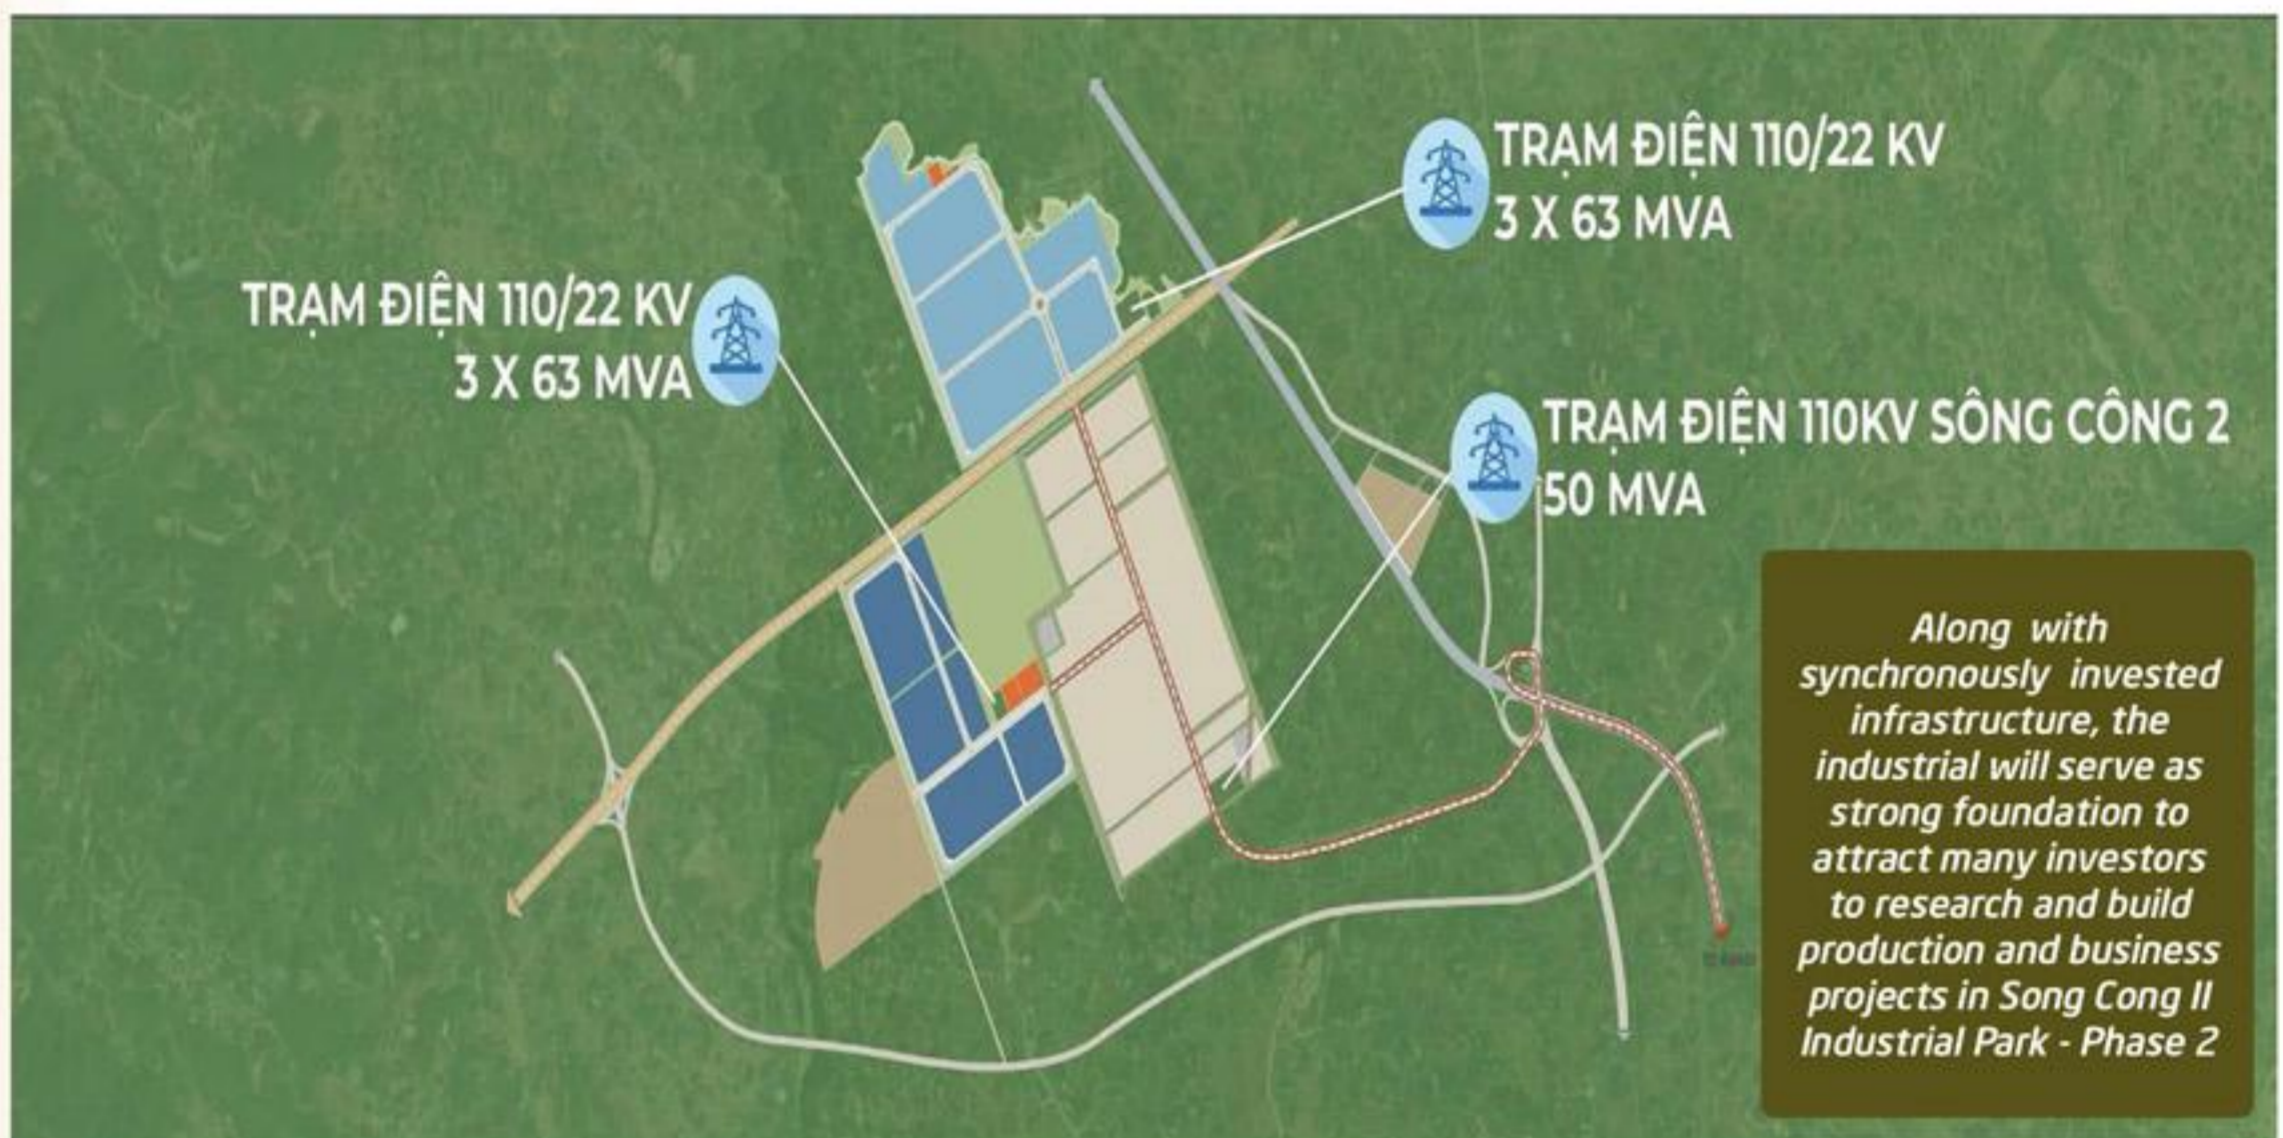 TRẠM ĐIỆN 110/22 KV
3 X 63 MVA
TRẠM ĐIỆN 110/22 KV
3 X 63 MVA
TRẠM ĐIỆN 110KV SÔNG CÔNG 2
50 MVA
Along with
synchronously invested
infrastructure, the
industrial will serve as
strong foundation to
attract many investors
to research and build
production and business
projects in Song Cong II
Industrial Park - Phase 2